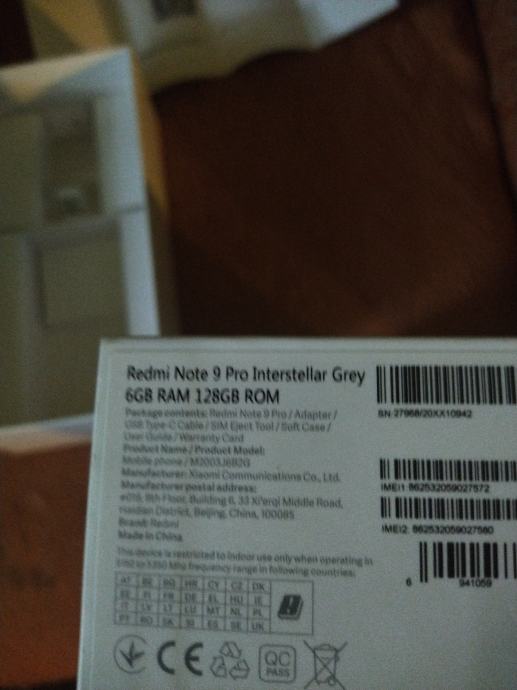 Redmi Note 9 Pro Interstellar Grey
6GB RAM 128GB ROM
Package contents: Redmi Note 9 Pro / Adapter /
USB Type-C Cable / SIM Eject Tool / Soft Case /
User Guide / Warranty Card
Product Name / Product Model:
Mobile phone / M2003J6B2G
Manufacturer: Xiaomi Communications Co., Ltd.
Manufacturer postal address:
#019, 9th Floor, Building 6, 33 Xi'erqi Middle Road,
Haidian District, Beijing, China, 100085
Brand: Redmi
Made in China
This device is restricted to indoor use only when operating in
5150 to 5350 MHz frequency range in following countries:
AT BE BG HR CY CZ DK
EE FI FR DE EL HU IE
IT LV LT LU MT NL PL
PT RO SK SI ES SE UK
CE
QC
PASS
SN: 27968/20XX10942
IMEI1: 862532059027572
IMEI2: 862532059027580
6 941059